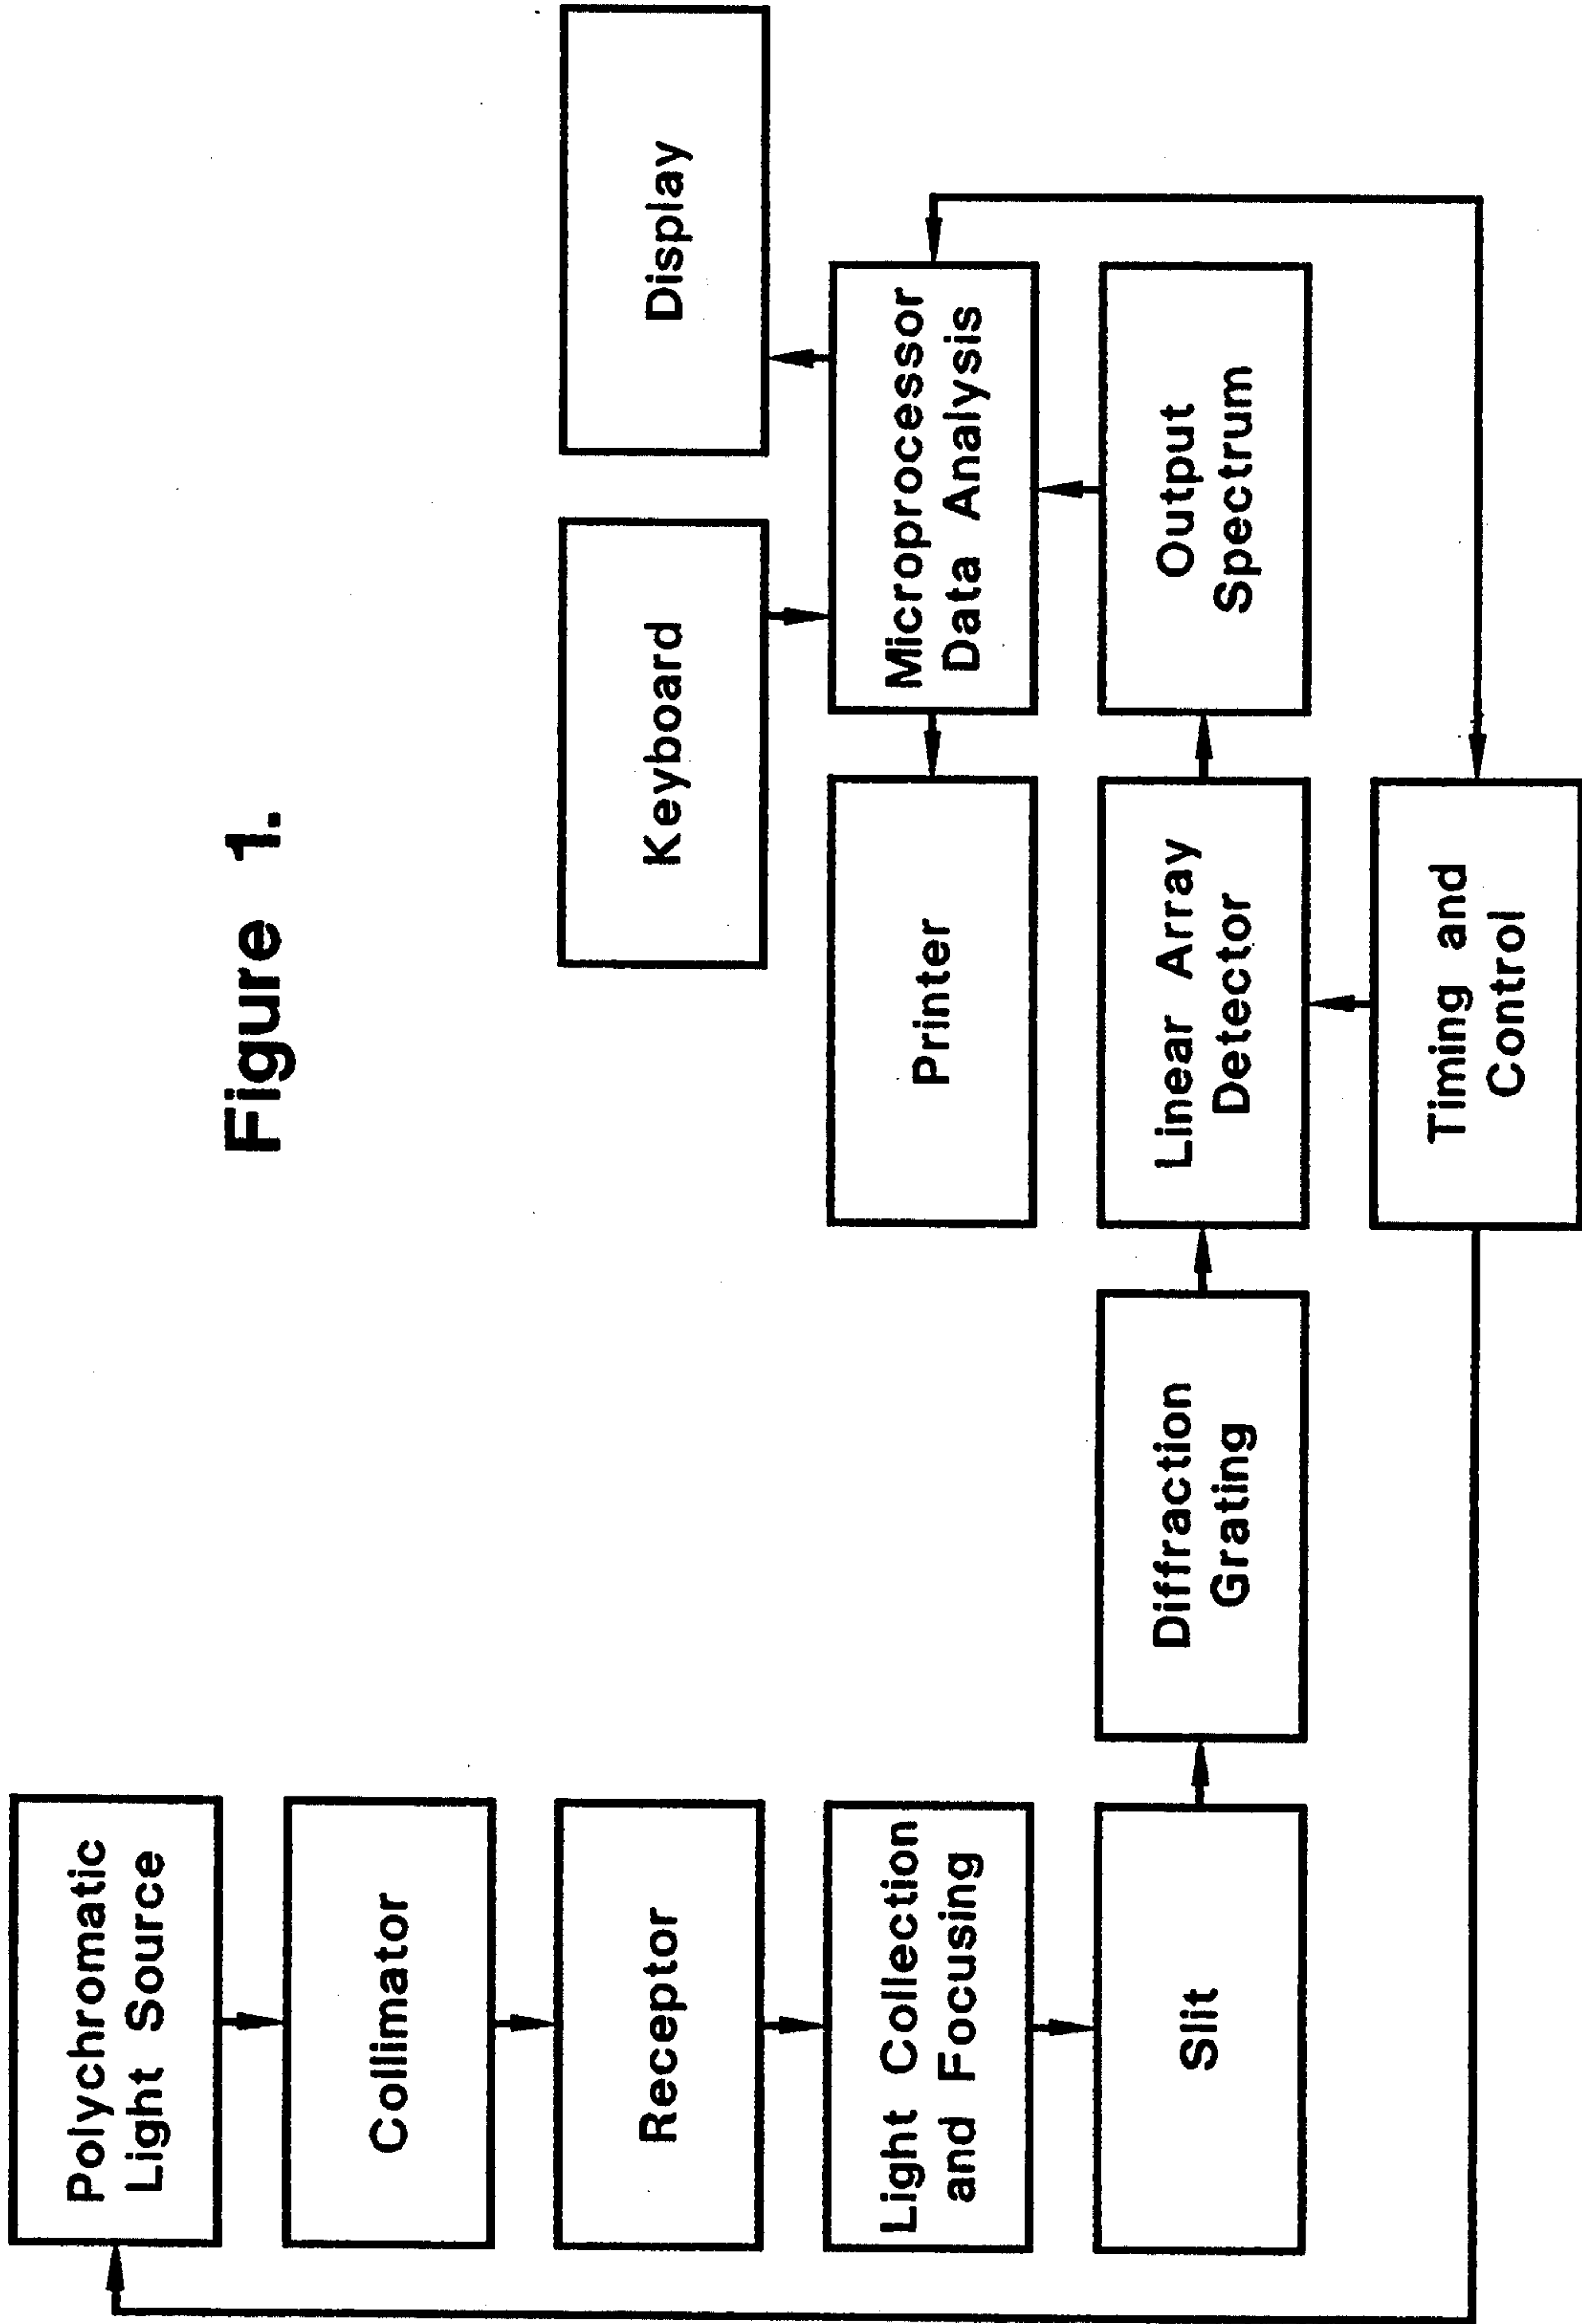 Figure 1.
Polychromatic
Light Source
Collimator
Receptor
Light Collection
and Focusing
Slit
Diffraction
Grating
Linear Array
Detector
Timing and
Control
Output
Spectrum
Microprocessor
Data Analysis
Printer
Keyboard
Display